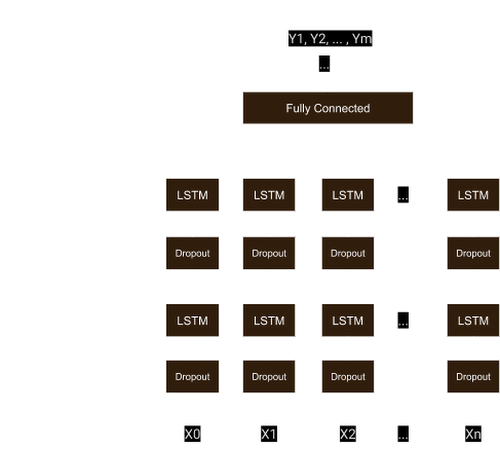 Y1, Y2, ... , Ym
...
Fully Connected
LSTM LSTM LSTM ... LSTM
Dropout Dropout Dropout Dropout
LSTM LSTM LSTM ... LSTM
Dropout Dropout Dropout Dropout
X0 X1 X2 ... Xn